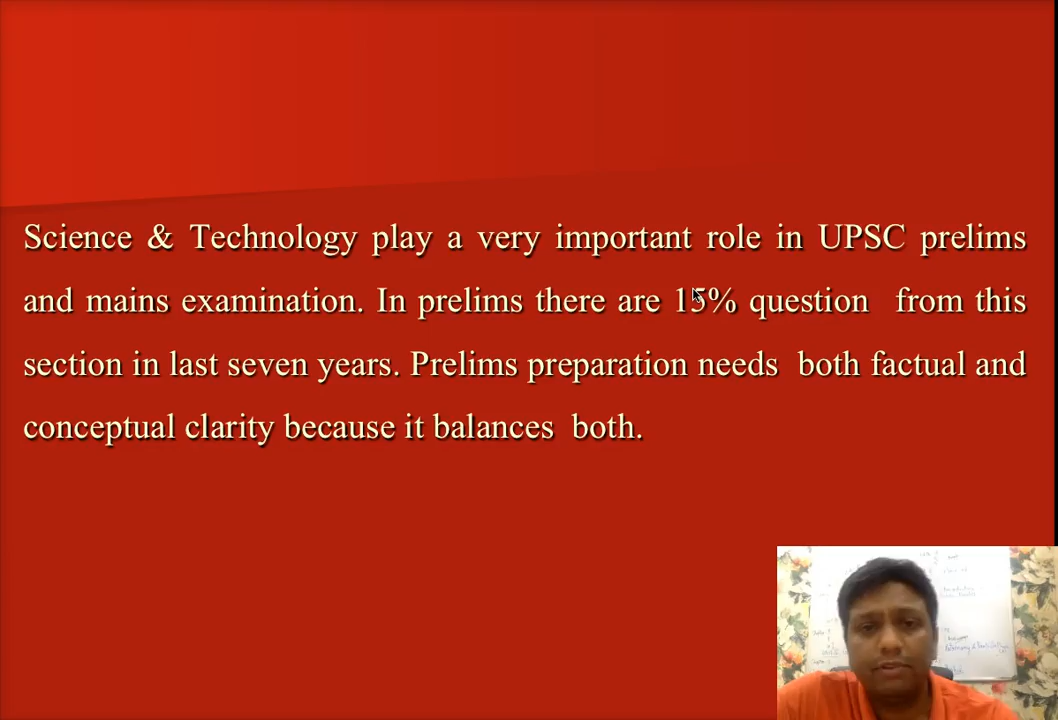 Science & Technology play a very important role in UPSC prelims
and mains examination. In prelims there are 15% question from this
section in last seven years. Prelims preparation needs both factual and
conceptual clarity because it balances both.